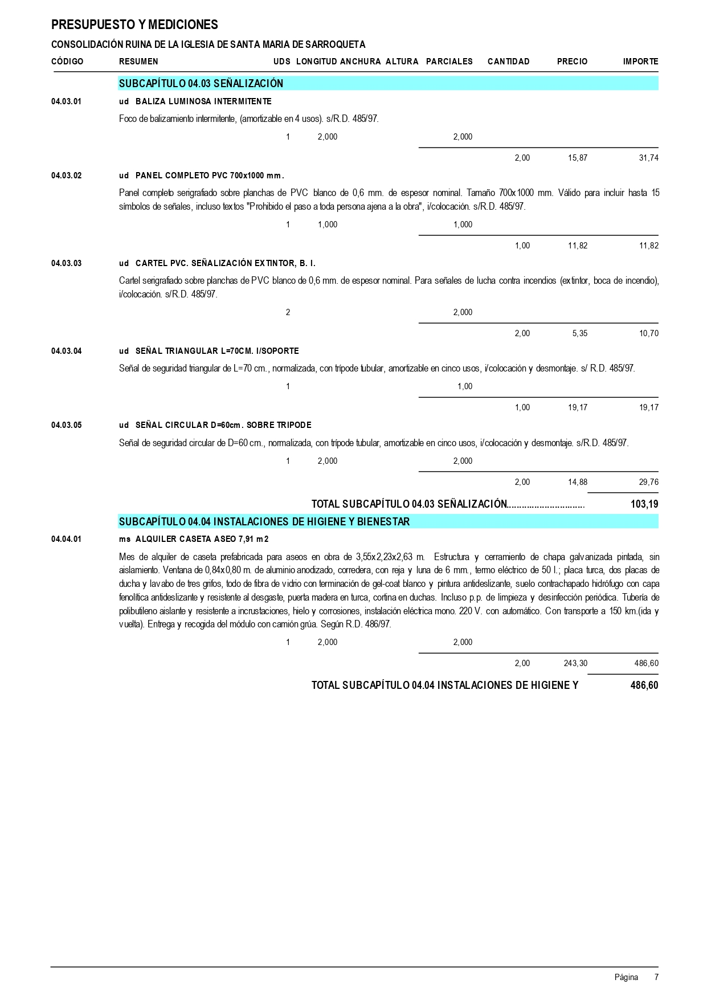 PRESUPUESTO Y MEDICIONES
CONSOLIDACIÓN RUINA DE LA IGLESIA DE SANTA MARIA DE SARROQUETA
CÓDIGO RESUMEN UDS LONGITUD ANCHURA ALTURA PARCIALES CANTIDAD PRECIO IMPORTE
SUBCAPÍTULO 04.03 SEÑALIZACIÓN
04.03.01 ud BALIZA LUMINOSA INTERMITENTE
Foco de balizamiento intermitente, (amortizable en 4 usos). s/R.D. 485/97.
1 2,000 2,000
2,00 15,87 31,74
04.03.02 ud PANEL COMPLETO PVC 700x1000 mm.
Panel completo serigrafiado sobre planchas de PVC blanco de 0,6 mm. de espesor nominal. Tamaño 700x1000 mm. Válido para incluir hasta 15
símbolos de señales, incluso textos "Prohibido el paso a toda persona ajena a la obra", i/colocación. s/R.D. 485/97.
1 1,000 1,000
1,00 11,82 11,82
04.03.03 ud CARTEL PVC. SEÑALIZACIÓN EXTINTOR, B. I.
Cartel serigrafiado sobre planchas de PVC blanco de 0,6 mm. de espesor nominal. Para señales de lucha contra incendios (extintor, boca de incendio),
i/colocación. s/R.D. 485/97.
2 2,000
2,00 5,35 10,70
04.03.04 ud SEÑAL TRIANGULAR L=70CM. I/SOPORTE
Señal de seguridad triangular de L=70 cm., normalizada, con trípode tubular, amortizable en cinco usos, i/colocación y desmontaje. s/ R.D. 485/97.
1 1,00
1,00 19,17 19,17
04.03.05 ud SEÑAL CIRCULAR D=60cm. SOBRE TRIPODE
Señal de seguridad circular de D=60 cm., normalizada, con trípode tubular, amortizable en cinco usos, i/colocación y desmontaje. s/R.D. 485/97.
1 2,000 2,000
2,00 14,88 29,76
TOTAL SUBCAPÍTULO 04.03 SEÑALIZACIÓN............................... 103,19
SUBCAPÍTULO 04.04 INSTALACIONES DE HIGIENE Y BIENESTAR
04.04.01 ms ALQUILER CASETA ASEO 7,91 m2
Mes de alquiler de caseta prefabricada para aseos en obra de 3,55x2,23x2,63 m. Estructura y cerramiento de chapa galvanizada pintada, sin
aislamiento. Ventana de 0,84x0,80 m. de aluminio anodizado, corredera, con reja y luna de 6 mm., termo eléctrico de 50 l.; placa turca, dos placas de
ducha y lavabo de tres grifos, todo de fibra de vidrio con terminación de gel-coat blanco y pintura antideslizante, suelo contrachapado hidrófugo con capa
fenolítica antideslizante y resistente al desgaste, puerta madera en turca, cortina en duchas. Incluso p.p. de limpieza y desinfección periódica. Tubería de
polibutileno aislante y resistente a incrustaciones, hielo y corrosiones, instalación eléctrica mono. 220 V. con automático. Con transporte a 150 km.(ida y
vuelta). Entrega y recogida del módulo con camión grúa. Según R.D. 486/97.
1 2,000 2,000
2,00 243,30 486,60
TOTAL SUBCAPÍTULO 04.04 INSTALACIONES DE HIGIENE Y 486,60
Página 7